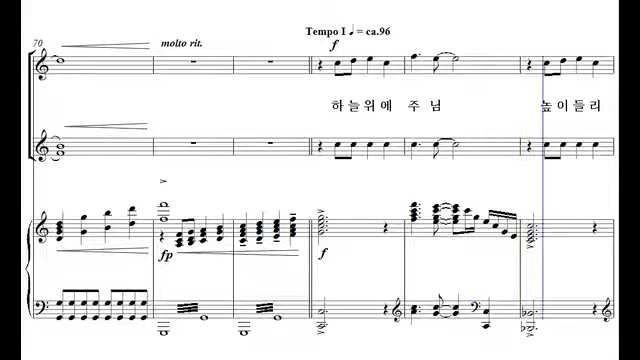 Tempo I ♩ = ca.96
70
molto rit.
f
하늘위에 주 님 높이들리
fp
f